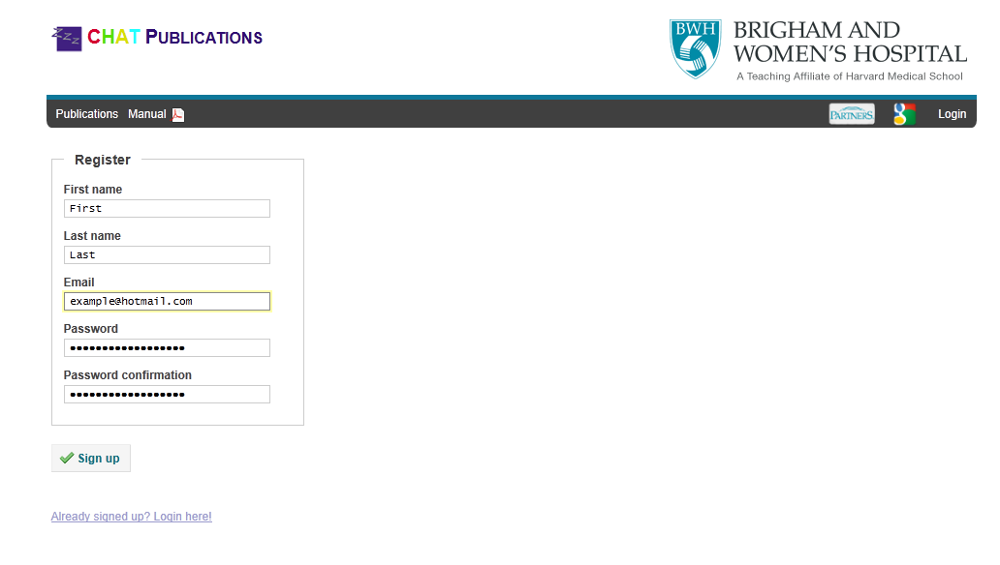 zzz CHAT PUBLICATIONS
BWH
BRIGHAM AND
WOMEN'S HOSPITAL
A Teaching Affiliate of Harvard Medical School
Publications Manual
PARTNERS. Login
Register
First name
First
Last name
Last
Email
example@hotmail.com
Password
••••••••••••••••••
Password confirmation
••••••••••••••••••
Sign up
Already signed up? Login here!